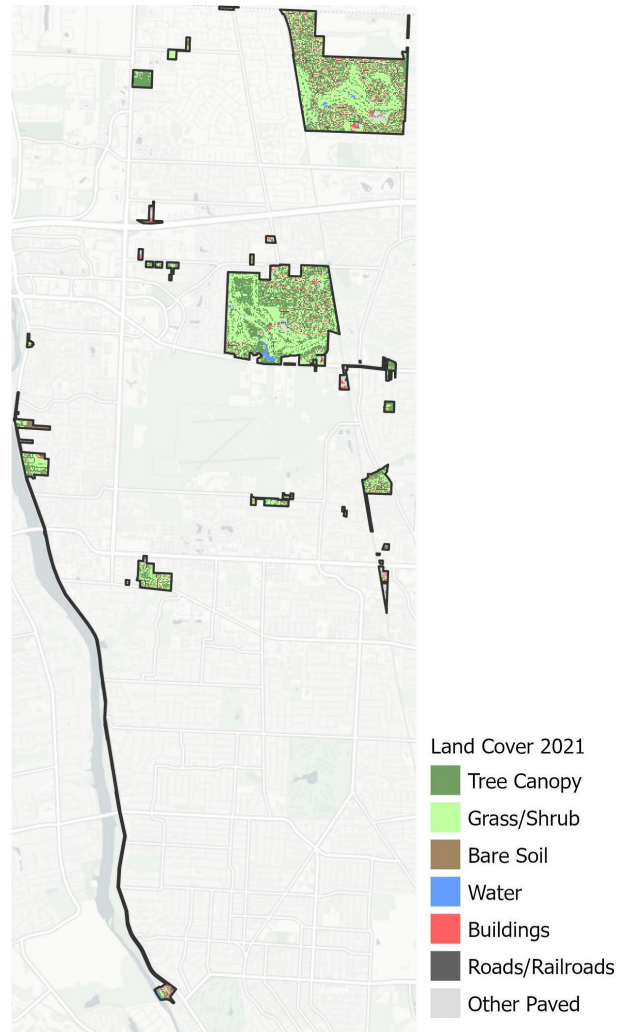 Land Cover 2021
Tree Canopy
Grass/Shrub
Bare Soil
Water
Buildings
Roads/Railroads
Other Paved